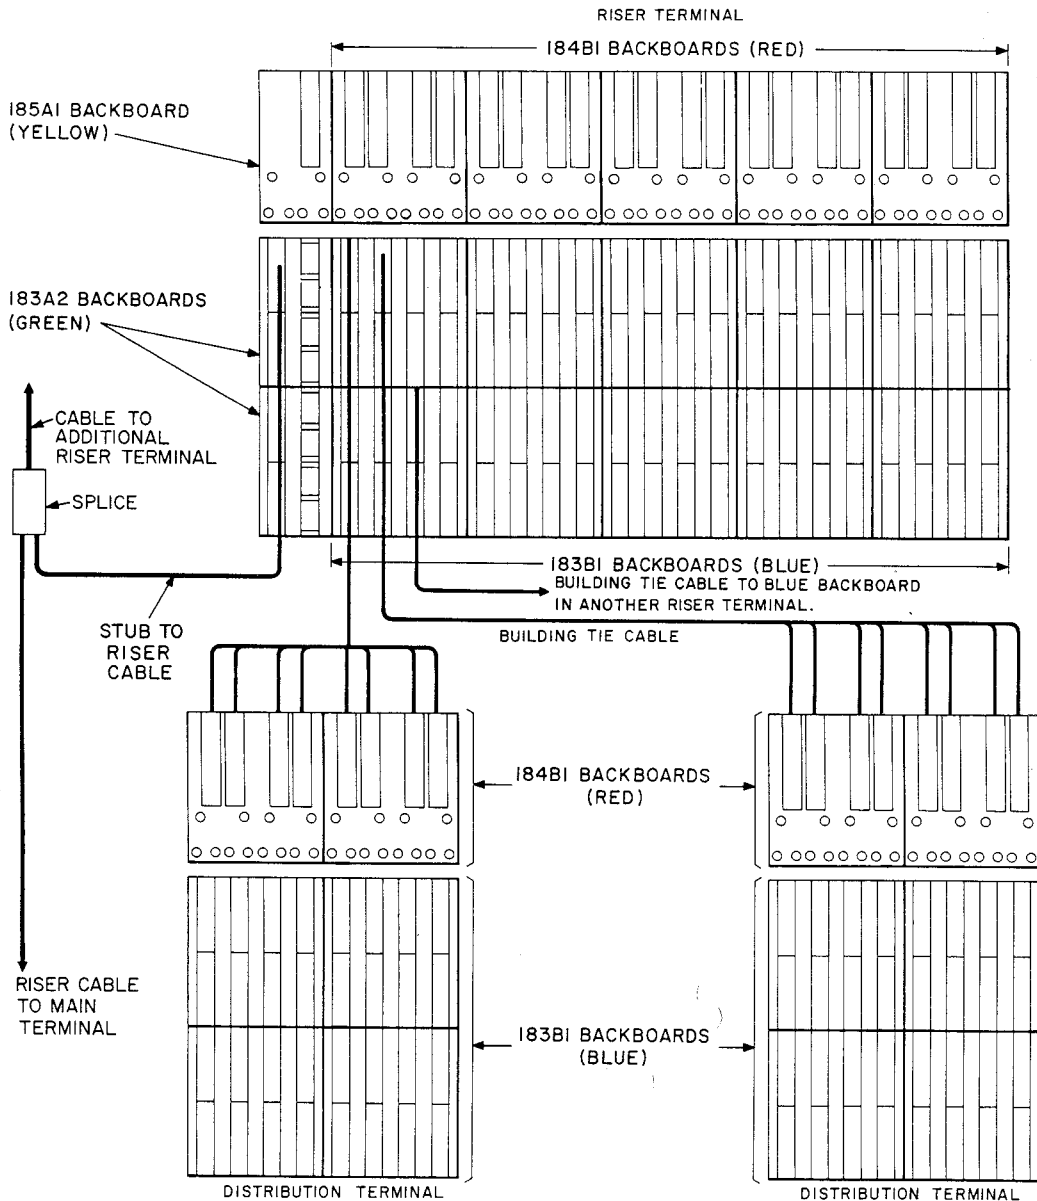 RISER TERMINAL
184B1 BACKBOARDS (RED)
185A1 BACKBOARD
(YELLOW)
183A2 BACKBOARDS
(GREEN)
CABLE TO
ADDITIONAL
RISER TERMINAL
SPLICE
183B1 BACKBOARDS (BLUE)
BUILDING TIE CABLE TO BLUE BACKBOARD
IN ANOTHER RISER TERMINAL.
STUB TO
RISER
CABLE
BUILDING TIE CABLE
184B1 BACKBOARDS
(RED)
RISER CABLE
TO MAIN
TERMINAL
183B1 BACKBOARDS
(BLUE)
DISTRIBUTION TERMINAL
DISTRIBUTION TERMINAL